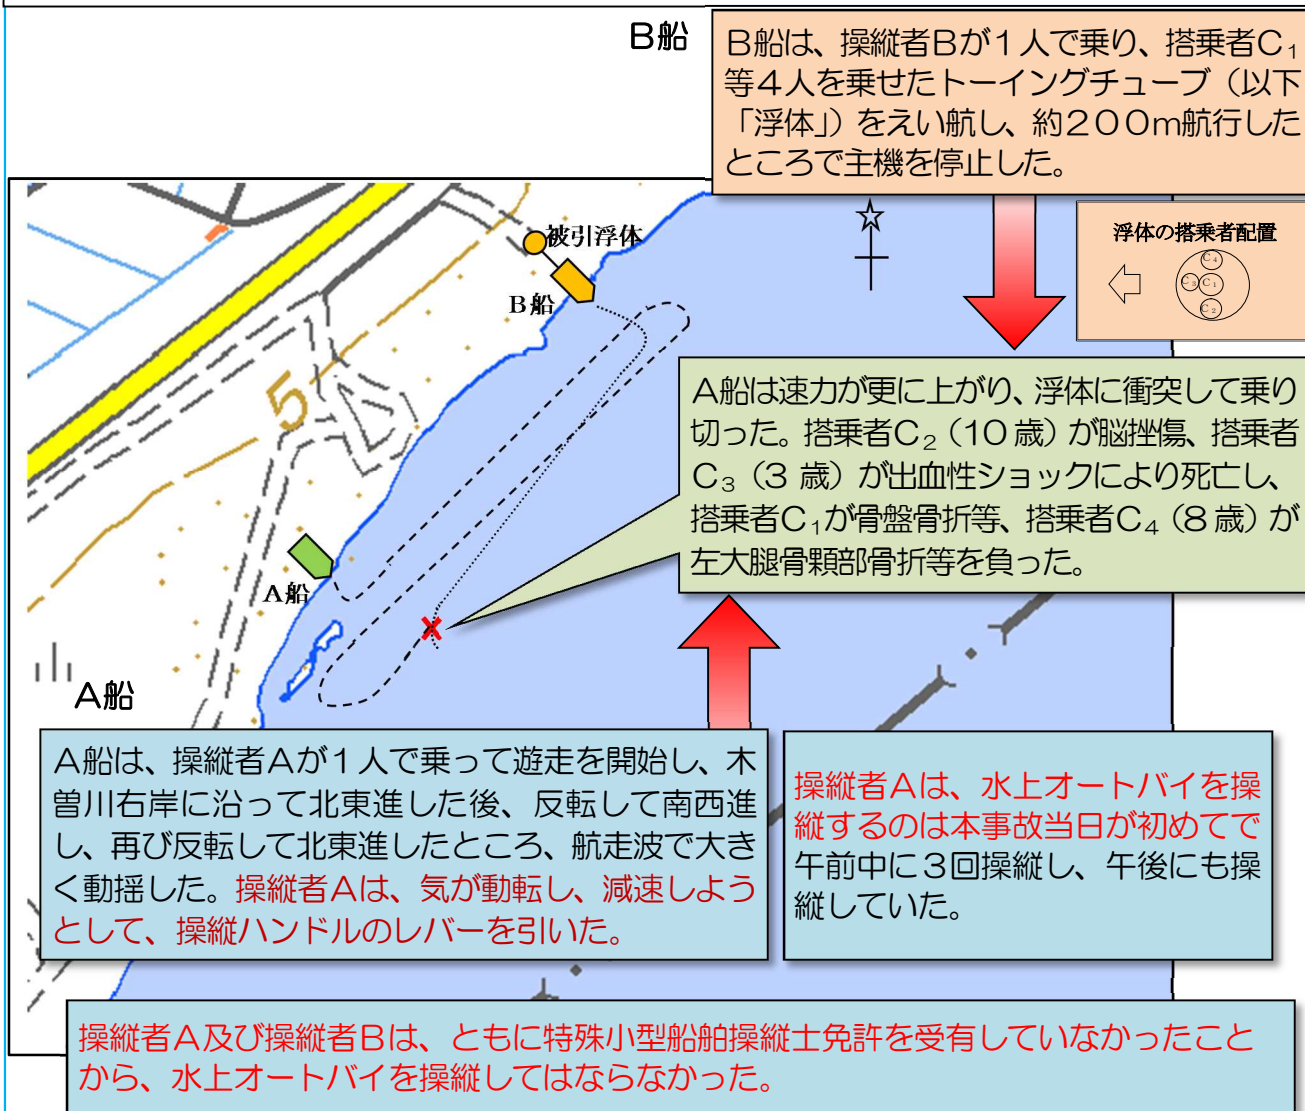 B船
B船は、操縦者Bが1人で乗り、搭乗者C₁
等4人を乗せたトーイングチューブ（以下
「浮体」）をえい航し、約200m航行した
ところで主機を停止した。
浮体の搭乗者配置
C₄
C₃ C₁
C₂
被引浮体
B船
5
A船は速力が更に上がり、浮体に衝突して乗り
切った。搭乗者C₂（10 歳）が脳挫傷、搭乗者
C₃（3 歳）が出血性ショックにより死亡し、
搭乗者C₁が骨盤骨折等、搭乗者C₄（8 歳）が
左大腿骨顆部骨折等を負った。
A船
A船
A船は、操縦者Aが1人で乗って遊走を開始し、木
曽川右岸に沿って北東進した後、反転して南西進
し、再び反転して北東進したところ、航走波で大き
く動揺した。操縦者Aは、気が動転し、減速しよう
として、操縦ハンドルのレバーを引いた。
操縦者Aは、水上オートバイを操
縦するのは本事故当日が初めてで
午前中に3回操縦し、午後にも操
縦していた。
操縦者A及び操縦者Bは、ともに特殊小型船舶操縦士免許を受有していなかったこと
から、水上オートバイを操縦してはならなかった。